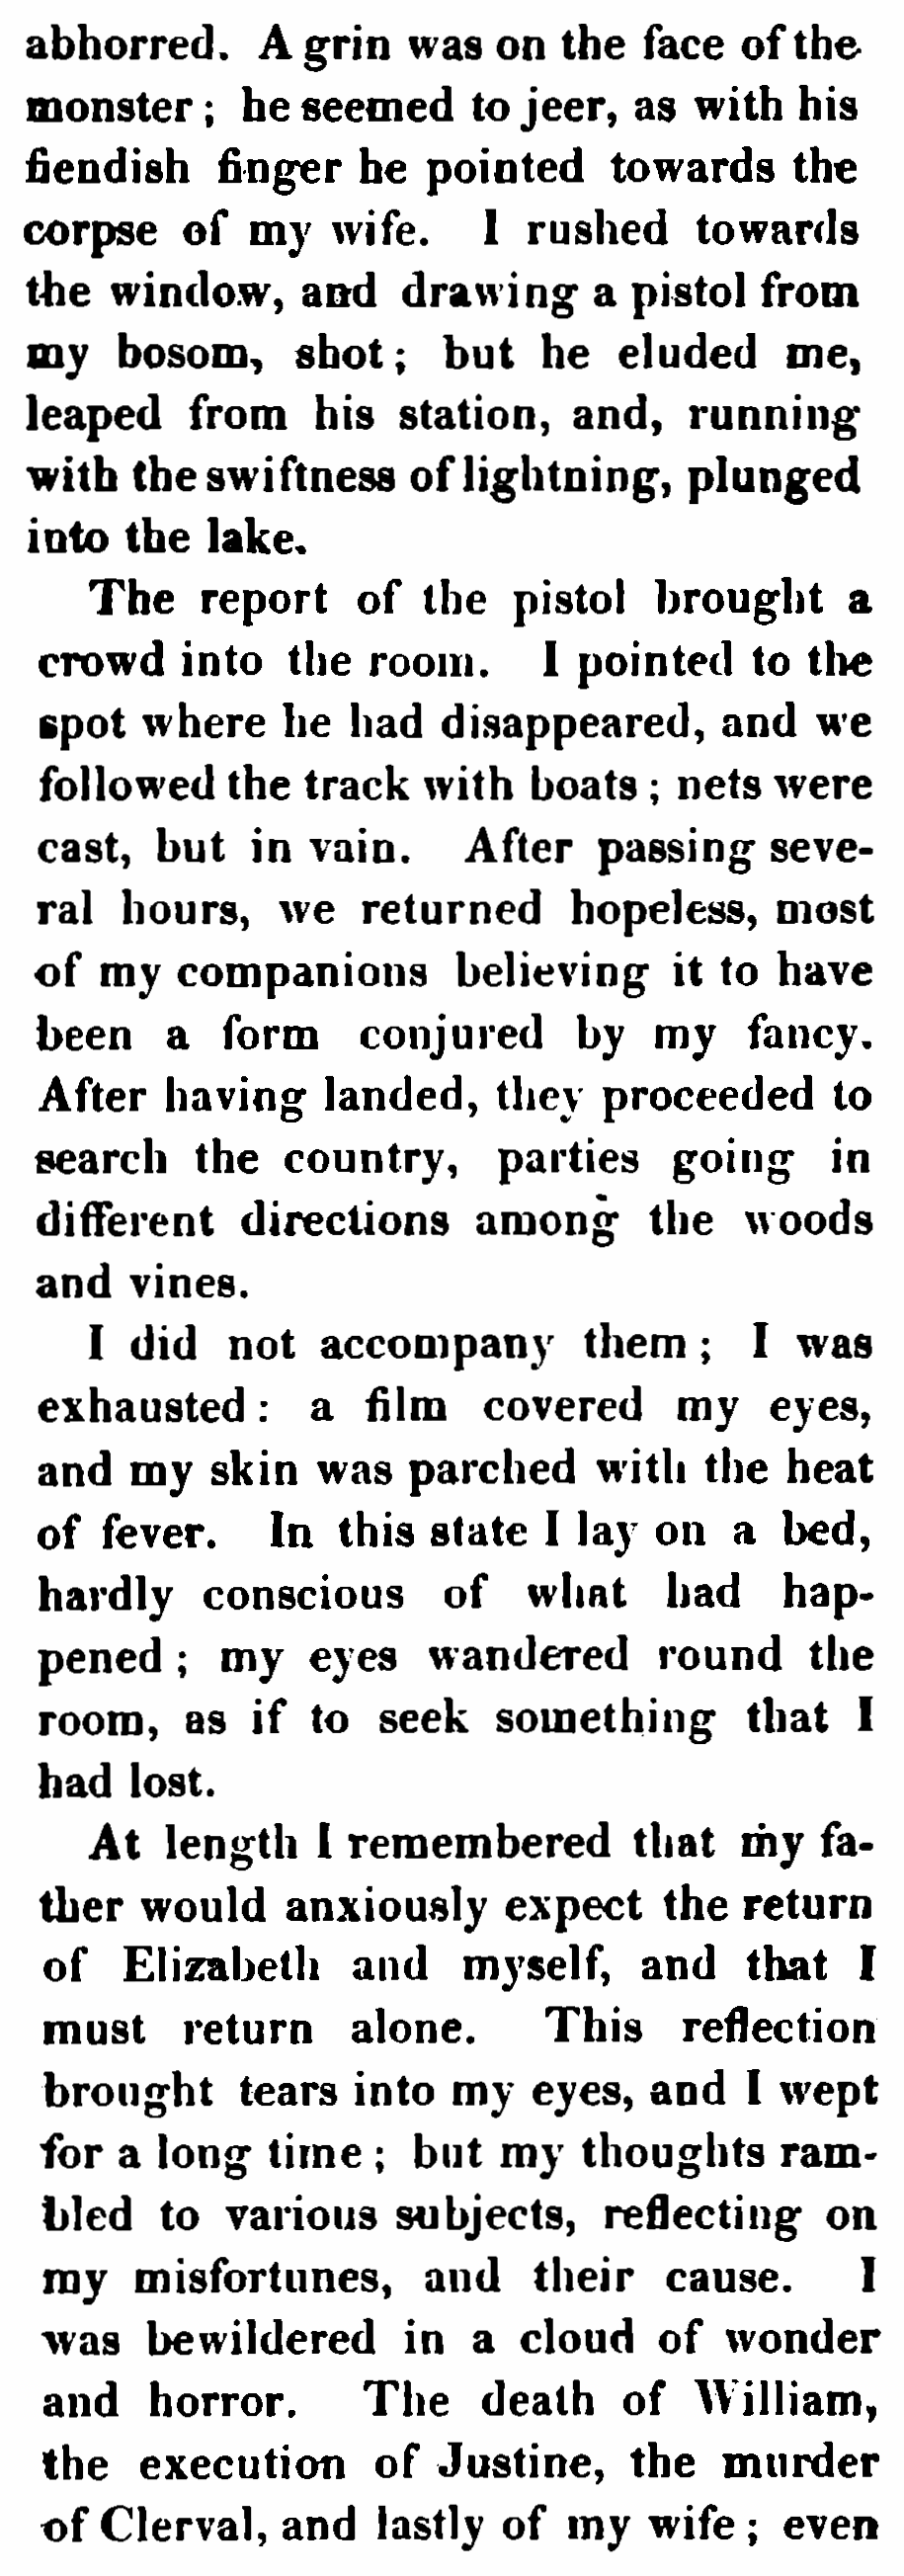 abhorred. A grin was on the face of the
monster; he seemed to jeer, as with his
fiendish finger he pointed towards the
corpse of my wife. I rushed towards
the window, and drawing a pistol from
my bosom, shot; but he eluded me,
leaped from his station, and, running
with the swiftness of lightning, plunged
into the lake.
The report of the pistol brought a
crowd into the room. I pointed to the
spot where he had disappeared, and we
followed the track with boats; nets were
cast, but in vain. After passing seve-
ral hours, we returned hopeless, most
of my companions believing it to have
been a form conjured by my fancy.
After having landed, they proceeded to
search the country, parties going in
different directions among the woods
and vines.
I did not accompany them; I was
exhausted: a film covered my eyes,
and my skin was parched with the heat
of fever. In this state I lay on a bed,
hardly conscious of what had hap-
pened; my eyes wandered round the
room, as if to seek something that I
had lost.
At length I remembered that my fa-
ther would anxiously expect the return
of Elizabeth and myself, and that I
must return alone. This reflection
brought tears into my eyes, and I wept
for a long time; but my thoughts ram-
bled to various subjects, reflecting on
my misfortunes, and their cause. I
was bewildered in a cloud of wonder
and horror. The death of William,
the execution of Justine, the murder
of Clerval, and lastly of my wife; even